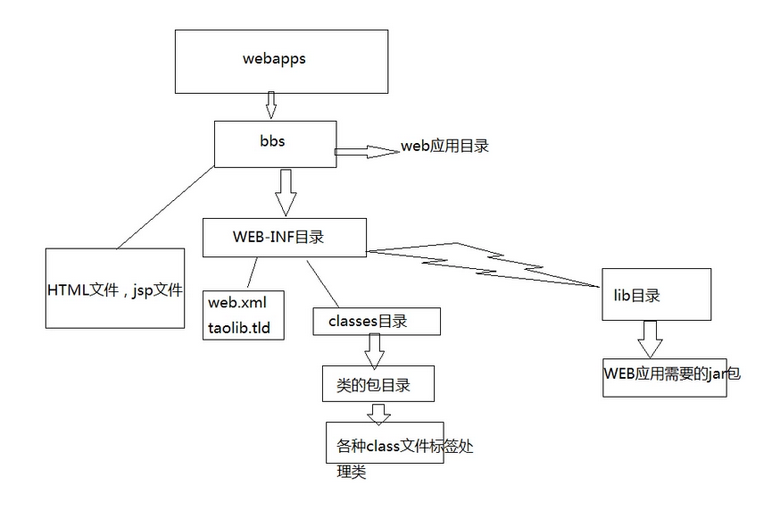 webapps
bbs
web应用目录
WEB-INF目录
HTML文件，jsp文件
web.xml
taolib.tld
classes目录
lib目录
类的包目录
WEB应用需要的jar包
各种class文件标签处
理类